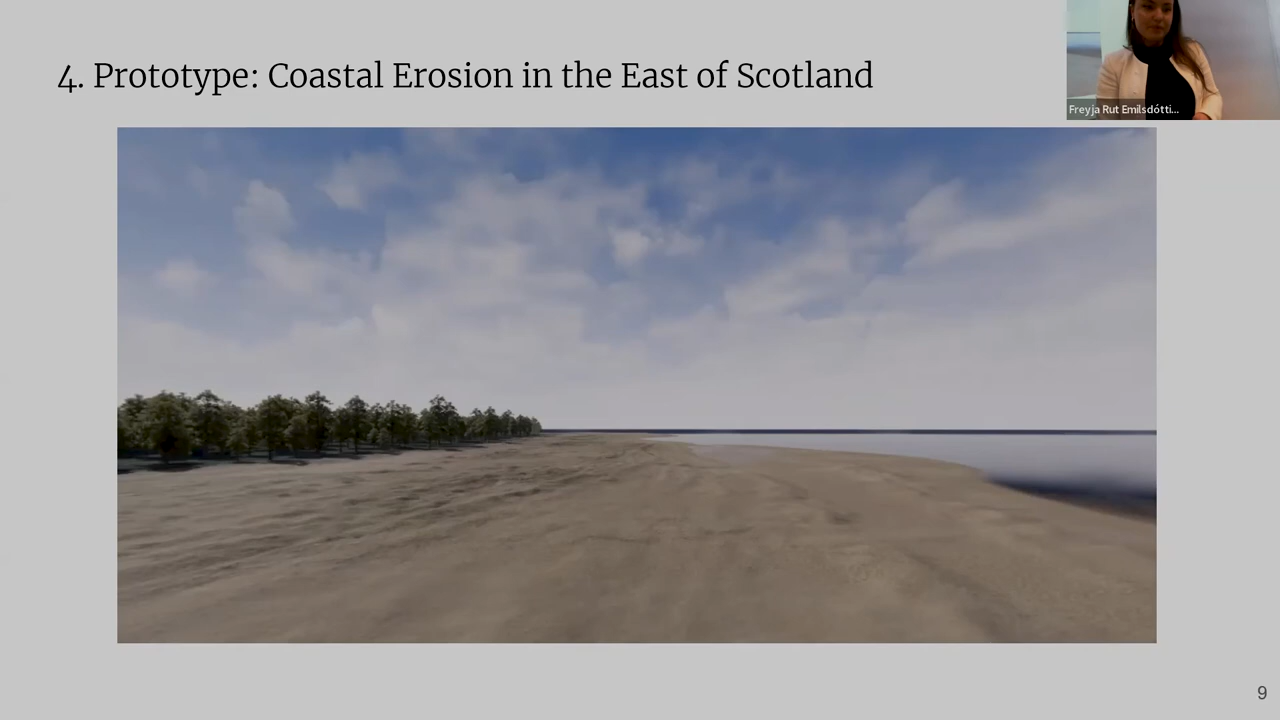 4. Prototype: Coastal Erosion in the East of Scotland
Freyja Rut Emilsdótti...
9